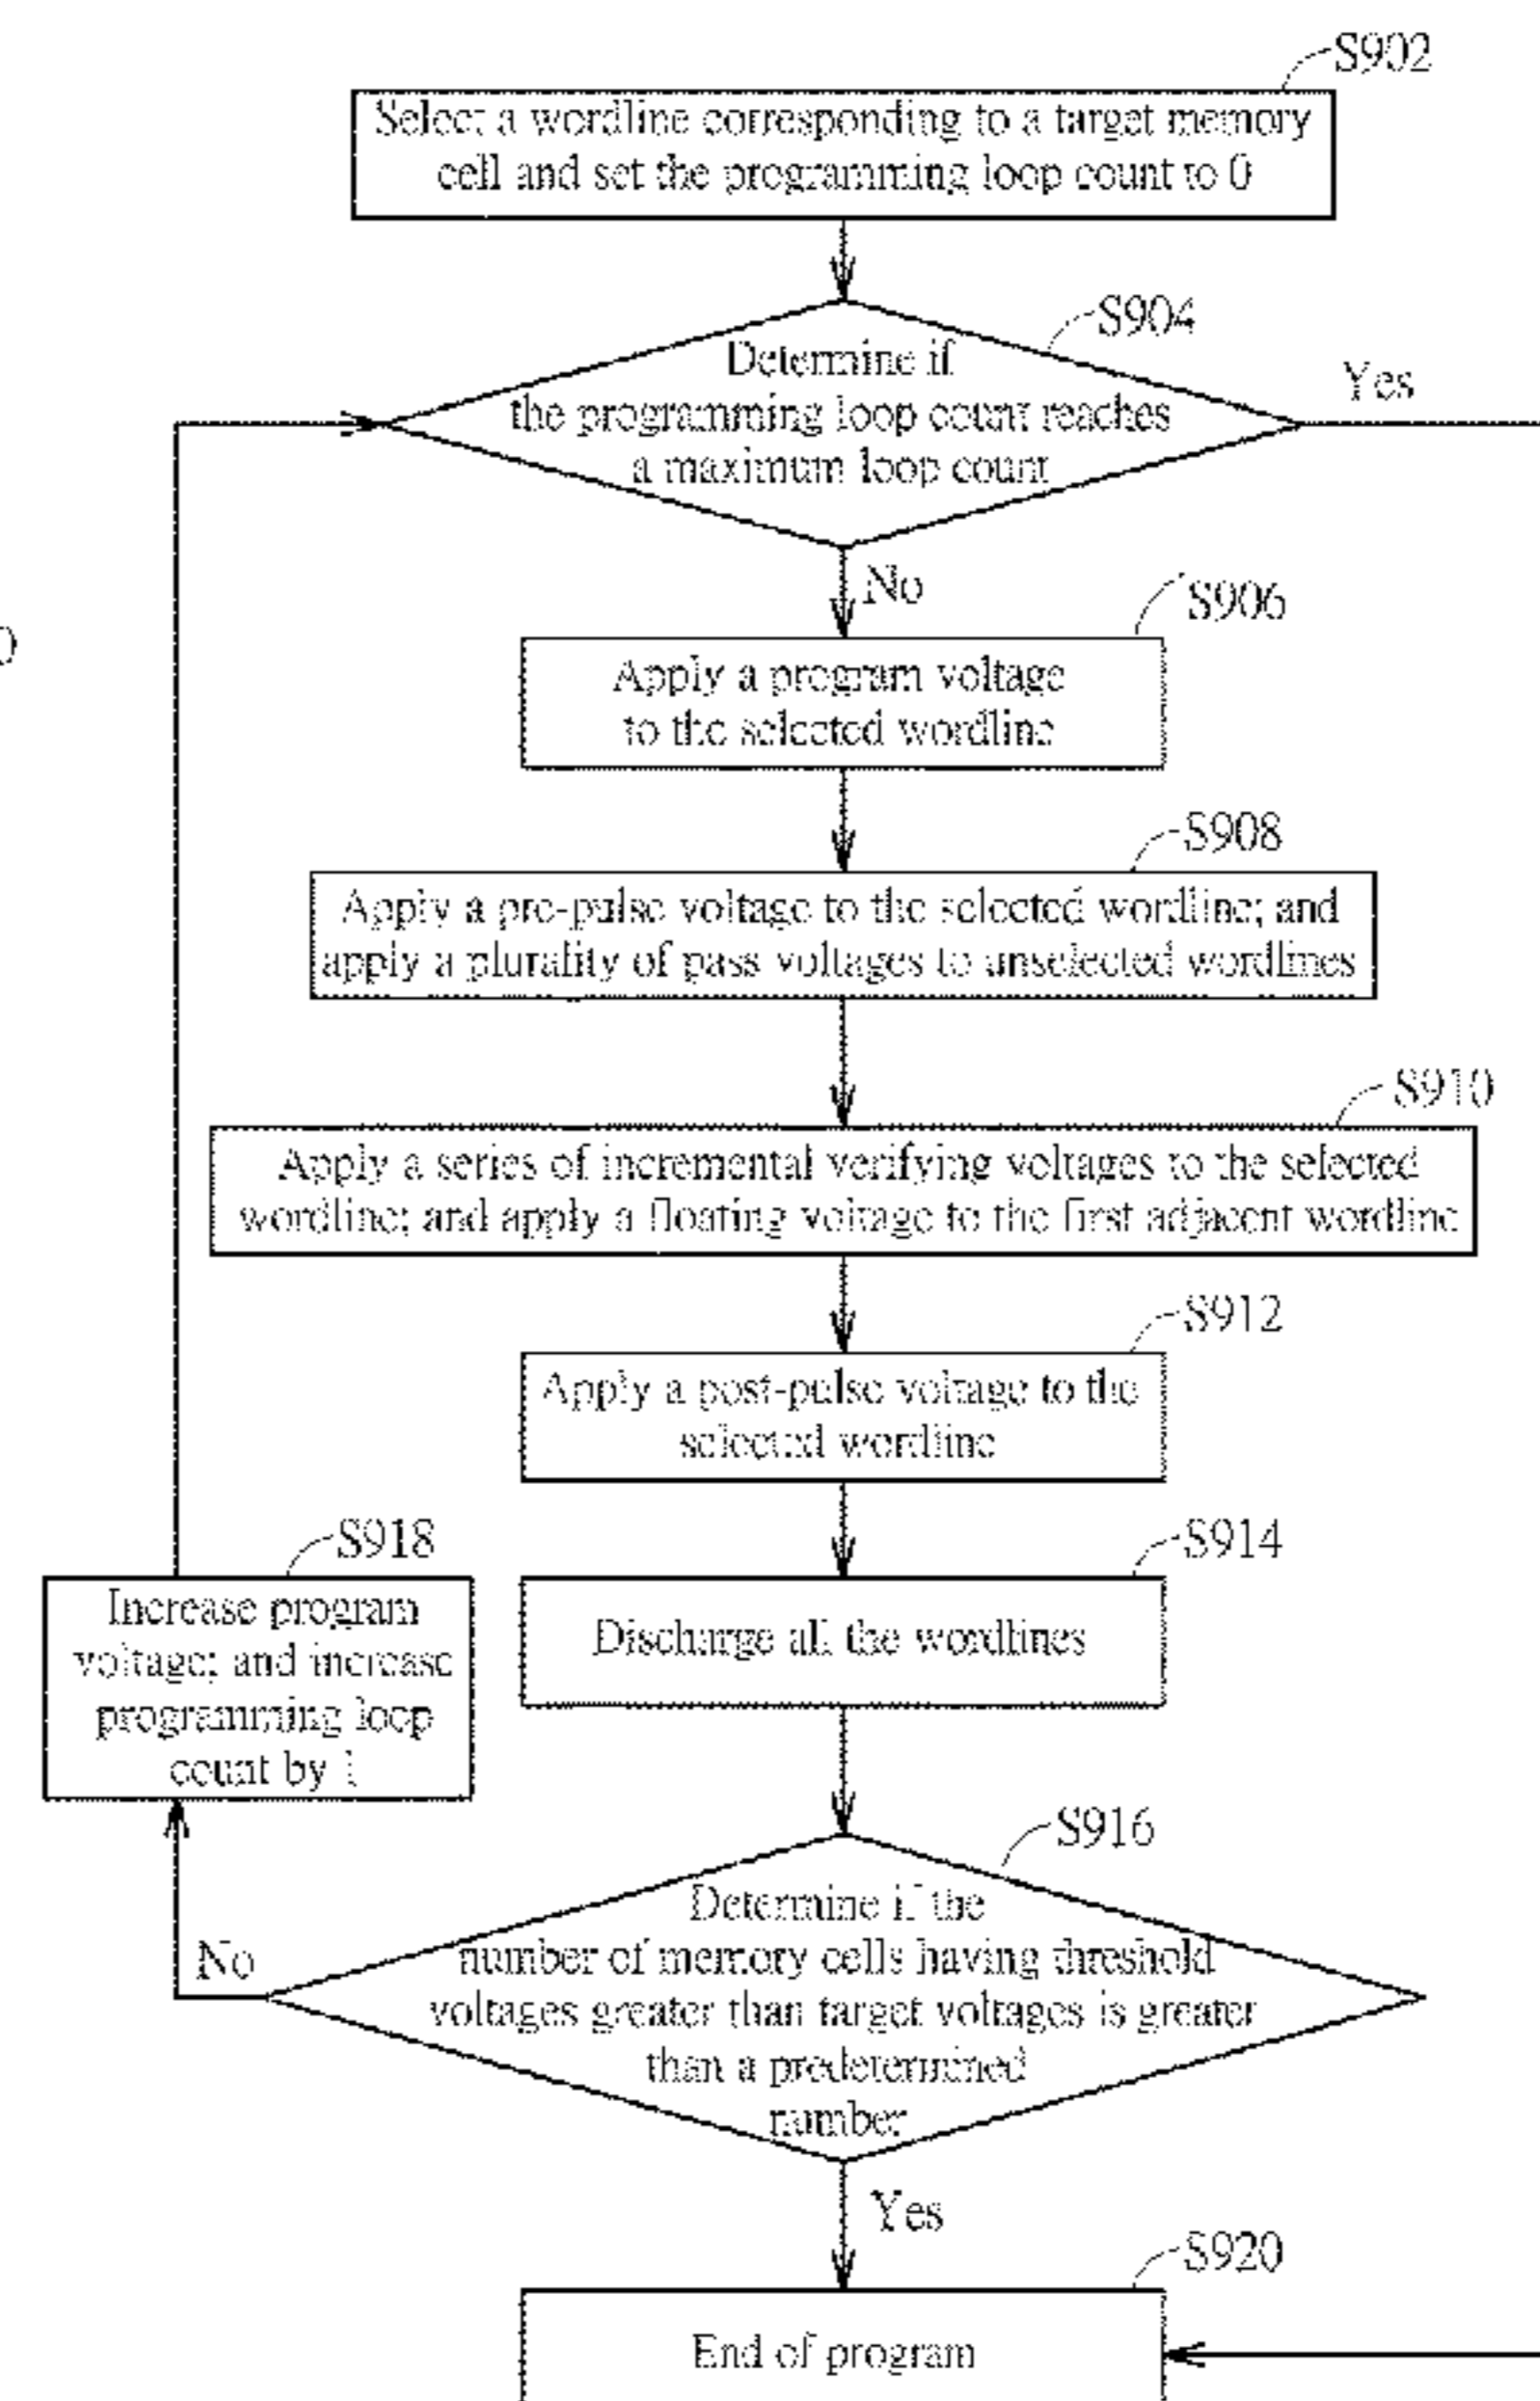 S902
Select a wordline corresponding to a target memory
cell and set the programming loop count to 0
S904
Determine if
the programming loop count reaches
a maximum loop count
Yes
No
S906
Apply a program voltage
to the selected wordline
S908
Apply a pre-pulse voltage to the selected wordline; and
apply a plurality of pass voltages to unselected wordlines
S910
Apply a series of incremental verifying voltages to the selected
wordline; and apply a floating voltage to the first adjacent wordline
S912
Apply a post-pulse voltage to the
selected wordline
S914
Discharge all the wordlines
S918
Increase program
voltage; and increase
programming loop
count by 1
S916
Determine if the
number of memory cells having threshold
voltages greater than target voltages is greater
than a predetermined
number
No
Yes
S920
End of program